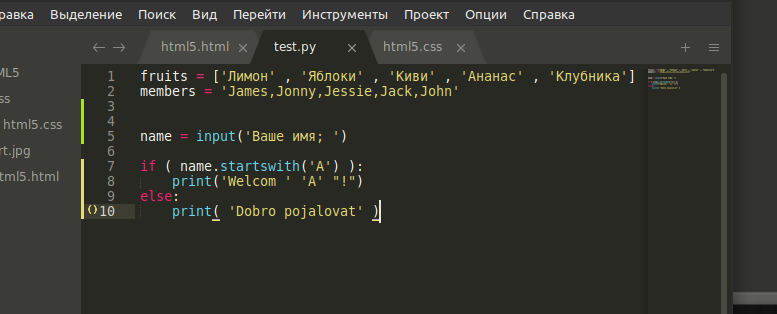 равка Выделение Поиск Вид Перейти Инструменты Проект Опции Справка
html5.html test.py html5.css
ML5
ss
html5.css
rt.jpg
tml5.html
1 fruits = ['Лимон' , 'Яблоки' , 'Киви' , 'Ананас' , 'Клубника']
2 members = 'James,Jonny,Jessie,Jack,John'
3
4
5 name = input('Ваше имя; ')
6
7 if ( name.startswith('A') ):
8 print('Welcom ' 'A' "!")
9 else:
10 print( 'Dobro pojalovat' )